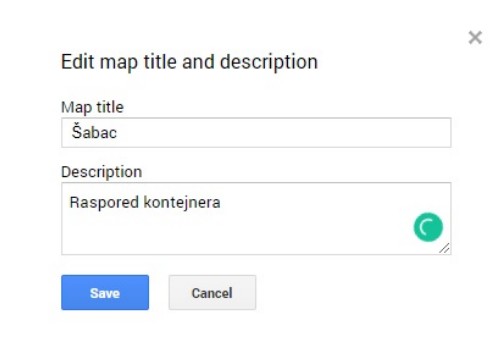 Edit map title and description
Map title
Šabac
Description
Raspored kontejnera
Save
Cancel